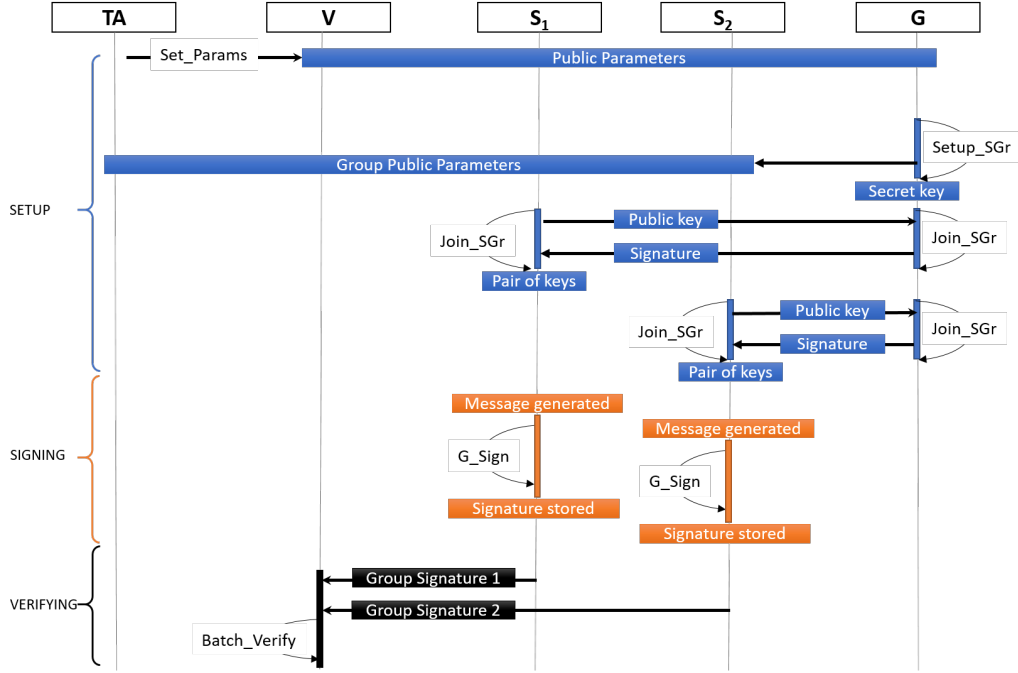 TA
V
S₁
S₂
G
Set_Params
Public Parameters
Setup_SGr
Group Public Parameters
Secret key
SETUP
Public key
Join_SGr
Join_SGr
Signature
Pair of keys
Public key
Join_SGr
Join_SGr
Signature
Pair of keys
Message generated
Message generated
SIGNING
G_Sign
G_Sign
Signature stored
Signature stored
Group Signature 1
VERIFYING
Group Signature 2
Batch_Verify